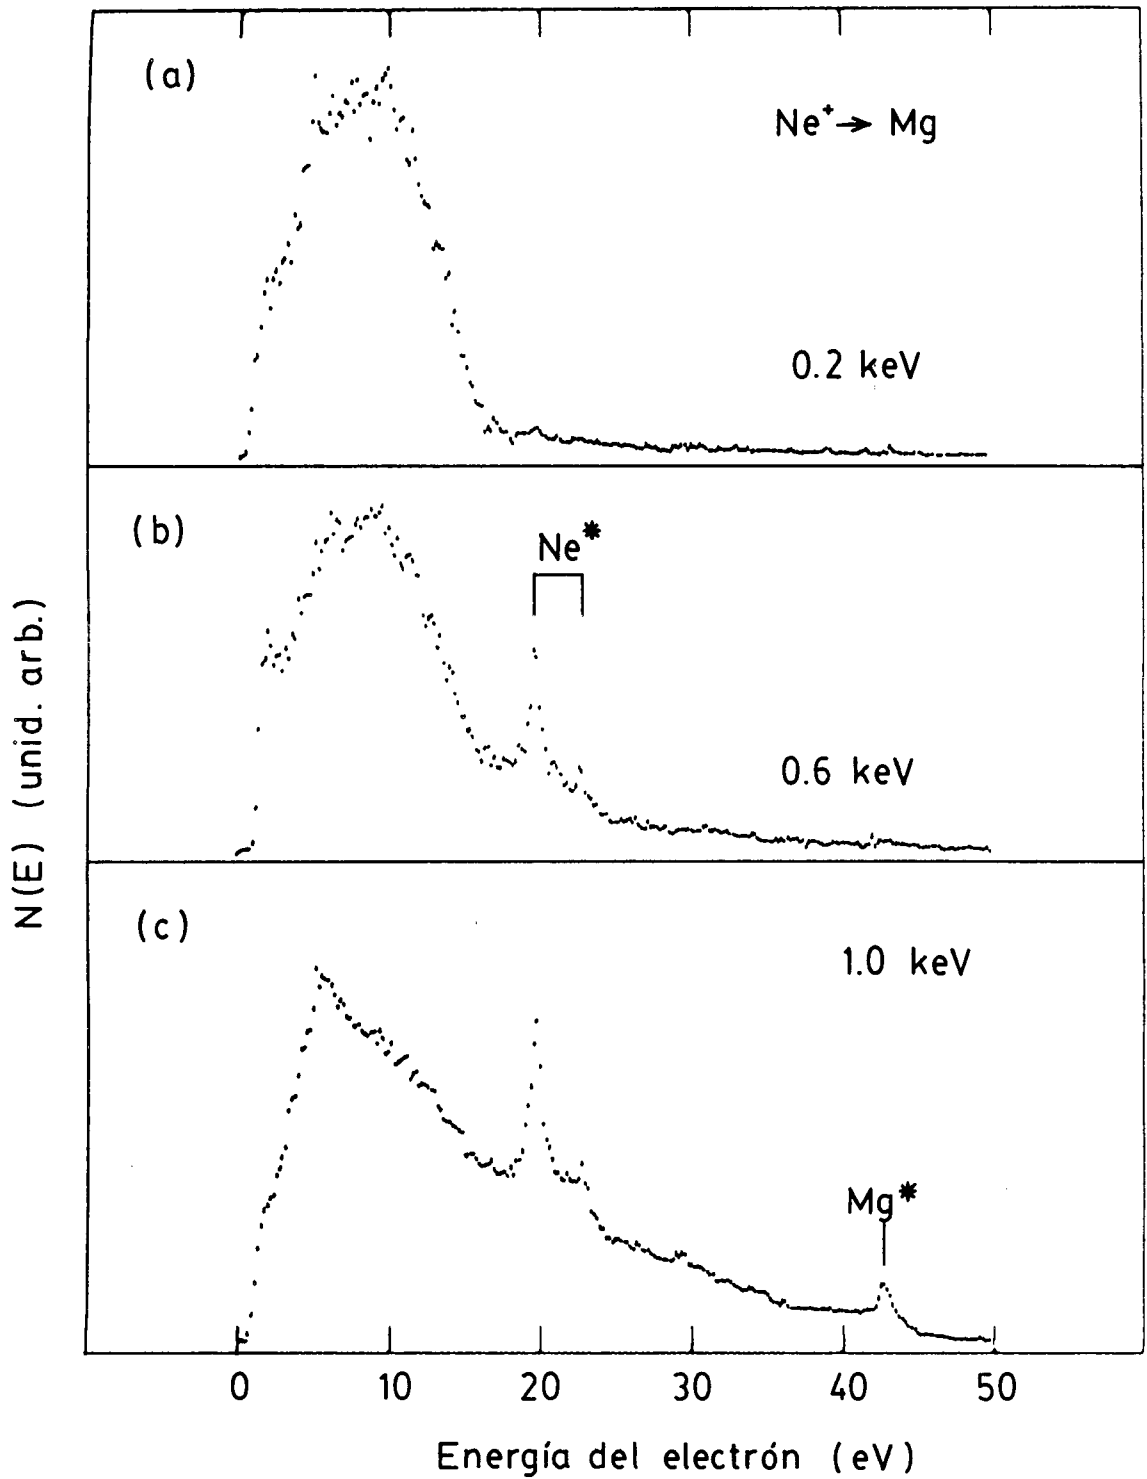 (a)
Ne⁺ → Mg
0.2 keV
(b)
Ne*
0.6 keV
N(E) (unid. arb.)
(c)
1.0 keV
Mg*
0 10 20 30 40 50
Energía del electrón (eV)